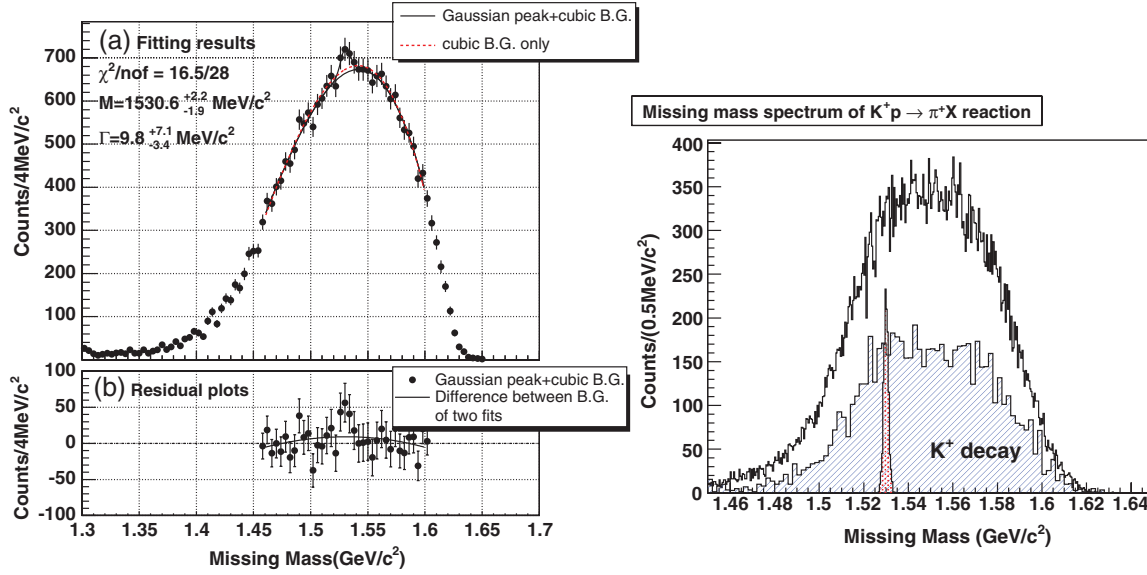 Gaussian peak+cubic B.G.
cubic B.G. only
(a) Fitting results
χ²/nof = 16.5/28
M=1530.6 +2.2 -1.9 MeV/c²
Γ=9.8 +7.1 -3.4 MeV/c²
Counts/4MeV/c²
700
600
500
400
300
200
100
(b) Residual plots
Gaussian peak+cubic B.G.
Difference between B.G.
of two fits
Counts/4MeV/c²
100
50
0
-50
-100
1.3 1.35 1.4 1.45 1.5 1.55 1.6 1.65 1.7
Missing Mass(GeV/c²)
Missing mass spectrum of K⁺p → π⁺X reaction
Counts/(0.5MeV/c²)
400
350
300
250
200
150
100
50
0
K⁺ decay
1.46 1.48 1.5 1.52 1.54 1.56 1.58 1.6 1.62 1.64
Missing Mass (GeV/c²)